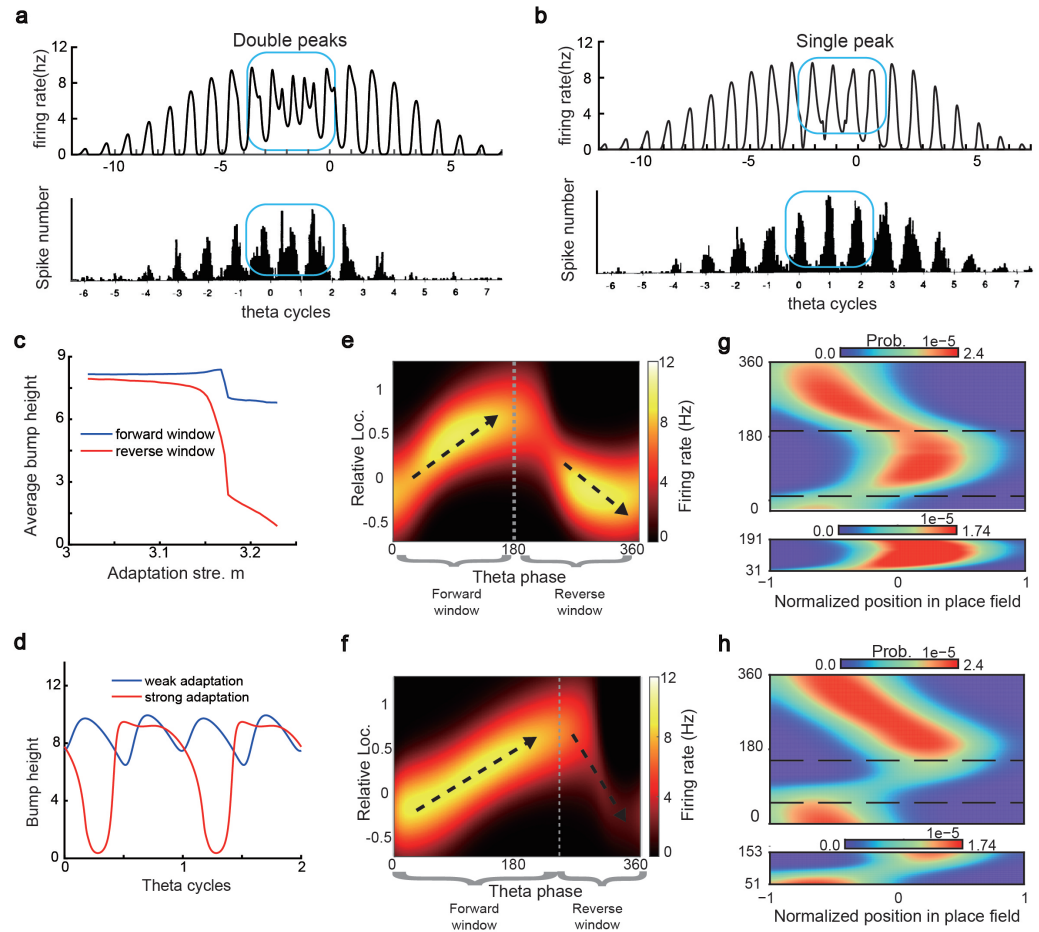 a
Double peaks
firing rate(hz)
12
8
4
0
-10
-5
0
5
Spike number
-6
-5
-4
-3
-2
-1
0
1
2
3
4
5
6
7
theta cycles
b
Single peak
firing rate(hz)
12
8
4
0
-10
-5
0
5
Spike number
-6
-5
-4
-3
-2
-1
0
1
2
3
4
5
6
7
theta cycles
c
Average bump height
9
6
3
0
forward window
reverse window
3
3.1
3.2
Adaptation stre. m
d
Bump height
12
8
4
0
weak adaptation
strong adaptation
0
1
2
Theta cycles
e
Relative Loc.
1
0.5
0
-0.5
0
180
360
Theta phase
Forward
window
Reverse
window
12
8
4
0
Firing rate (Hz)
f
Relative Loc.
1
0.5
0
-0.5
0
180
360
Theta phase
Forward
window
Reverse
window
12
8
4
0
Firing rate (Hz)
g
Prob.
1e−5
0.0
2.4
360
180
0
1e−5
0.0
1.74
191
31
−1
0
1
Normalized position in place field
h
Prob.
1e−5
0.0
2.4
360
180
0
1e−5
0.0
1.74
153
51
−1
0
1
Normalized position in place field